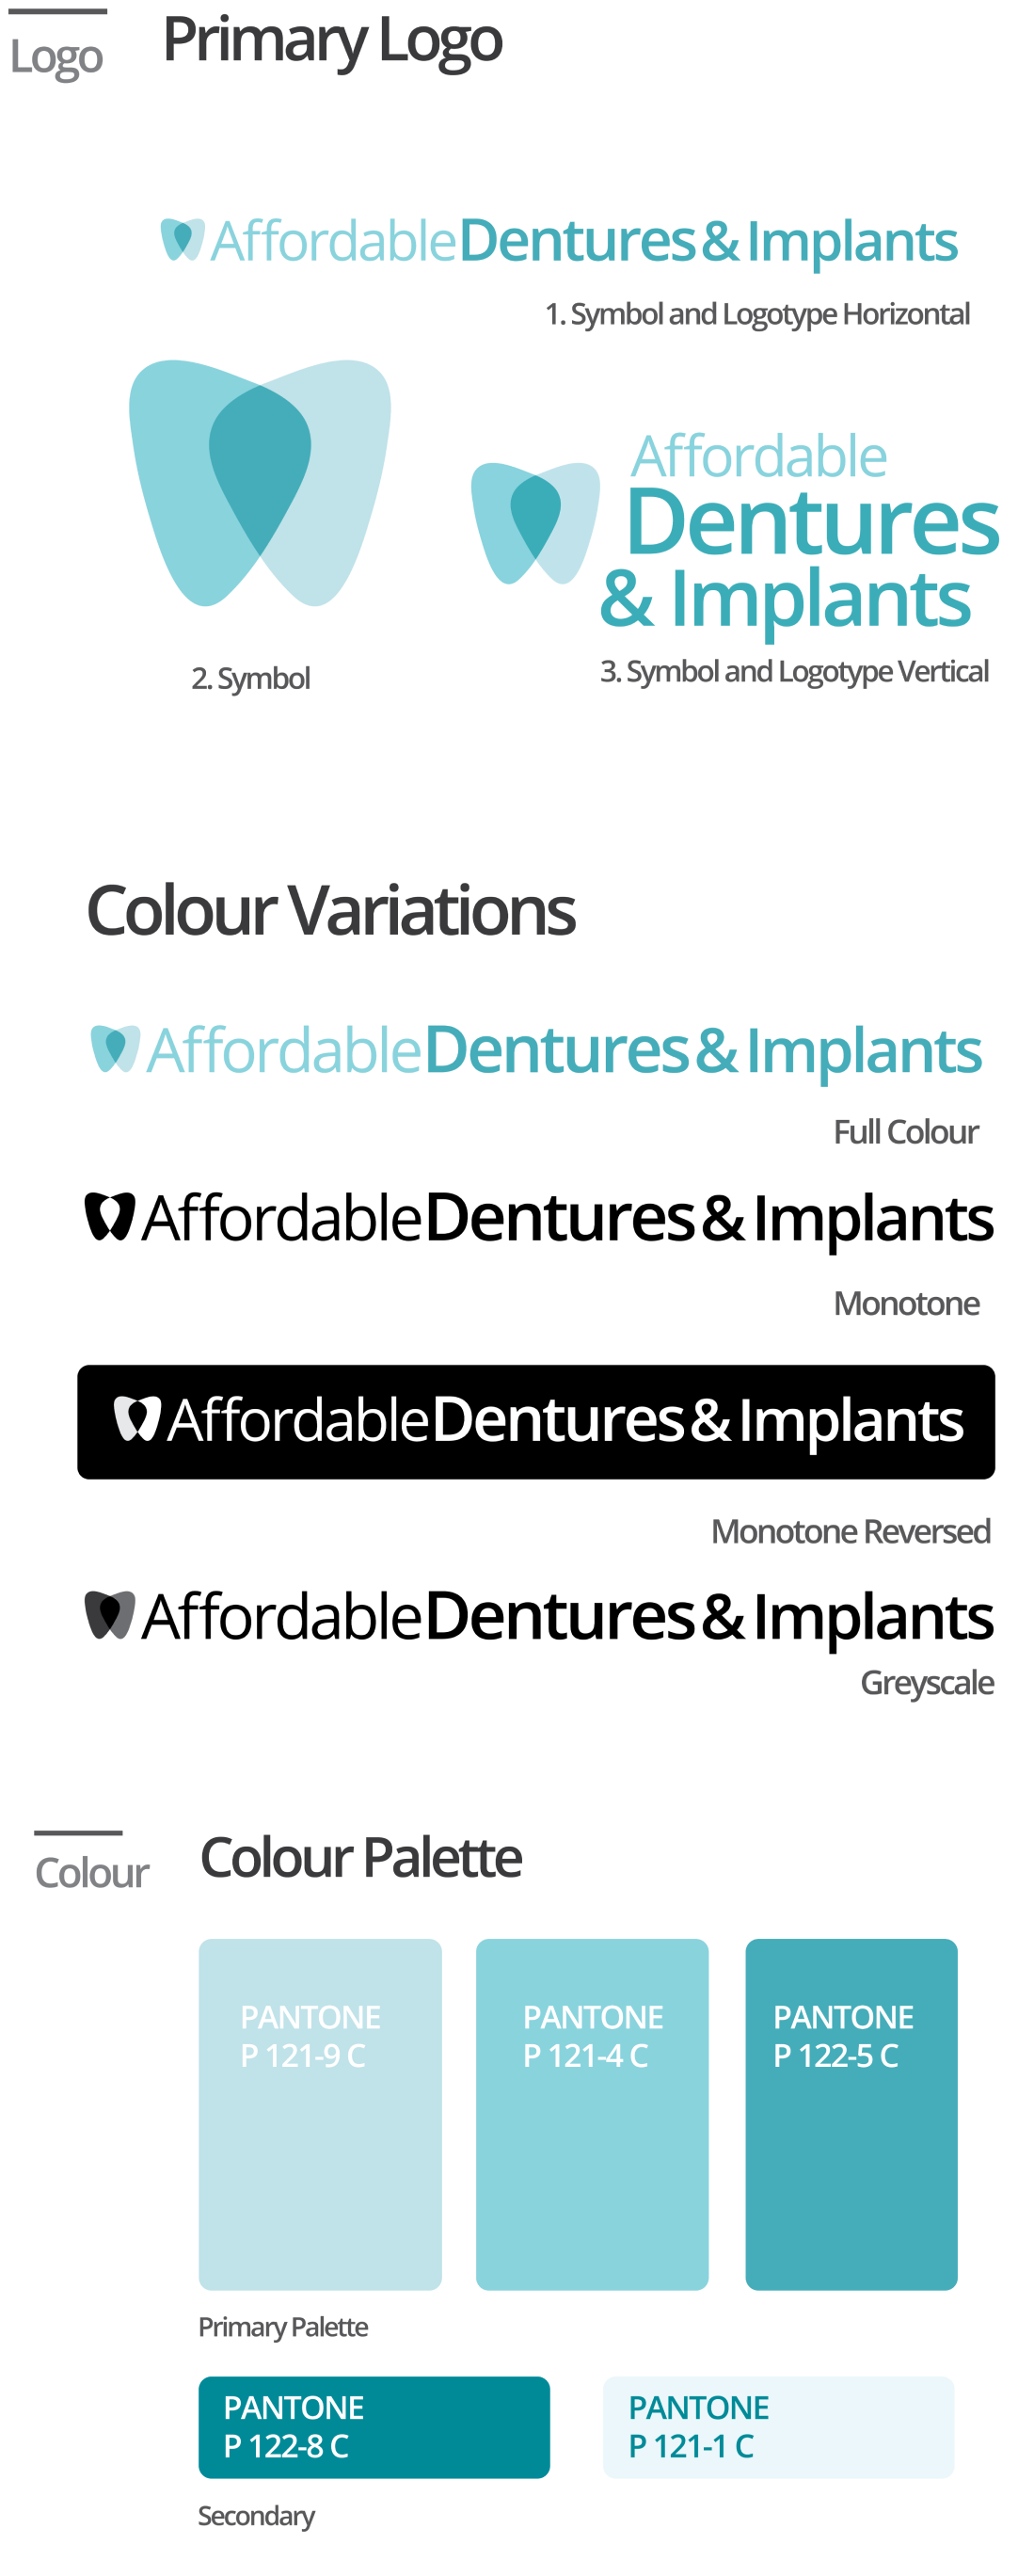 Logo
Primary Logo
AffordableDentures & Implants
1. Symbol and Logotype Horizontal
Affordable
Dentures
& Implants
2. Symbol
3. Symbol and Logotype Vertical
Colour Variations
AffordableDentures & Implants
Full Colour
AffordableDentures & Implants
Monotone
AffordableDentures & Implants
Monotone Reversed
AffordableDentures & Implants
Greyscale
Colour
Colour Palette
PANTONE
P 121-9 C
PANTONE
P 121-4 C
PANTONE
P 122-5 C
Primary Palette
PANTONE
P 122-8 C
PANTONE
P 121-1 C
Secondary